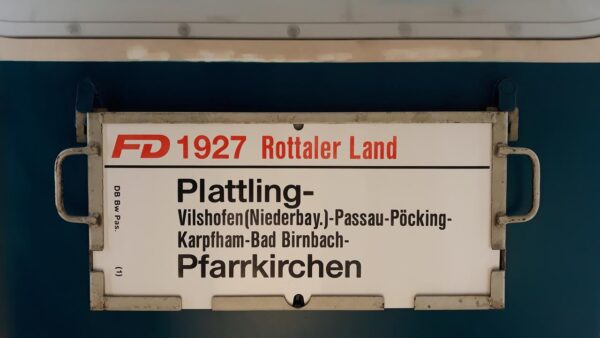 FD 1927 Rottaler Land
Plattling-
Vilshofen(Niederbay.)-Passau-Pöcking-
Karpfham-Bad Birnbach-
Pfarrkirchen
DB Bw Pas. (1)